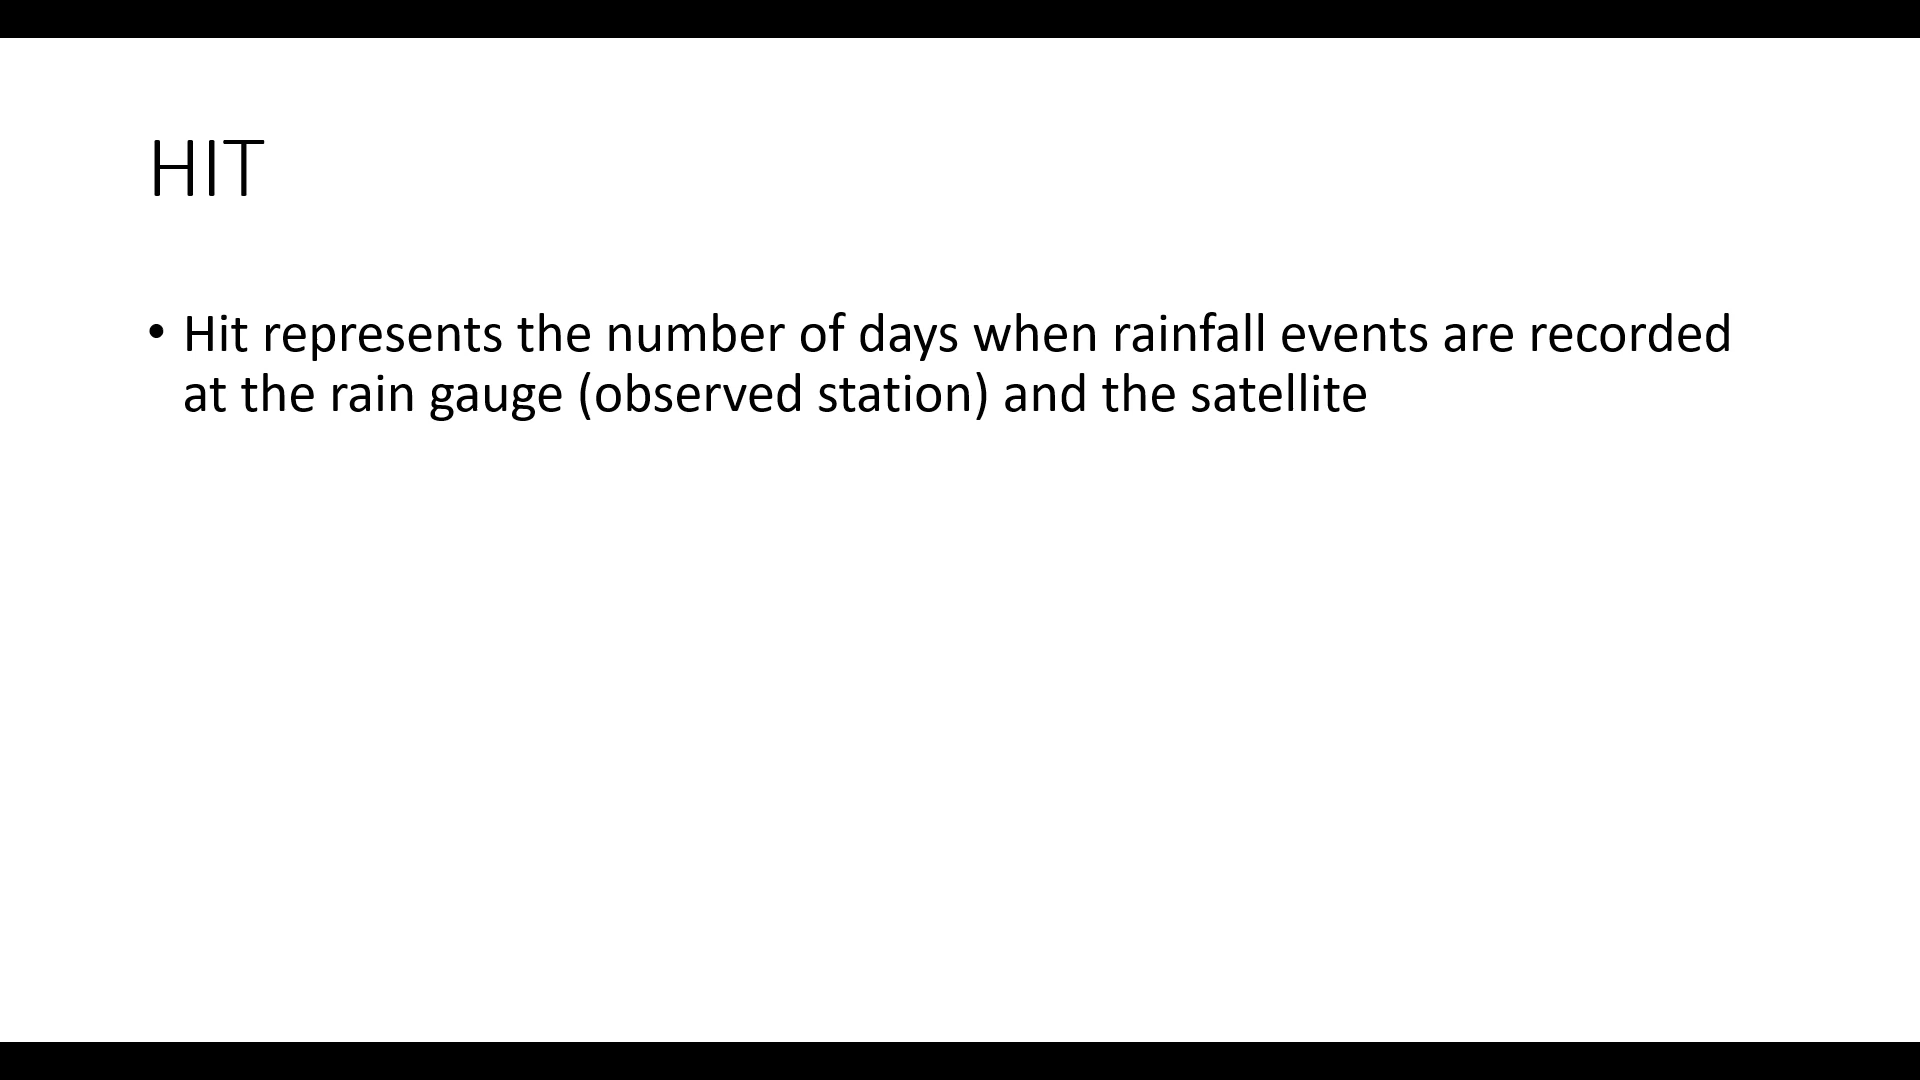 HIT
• Hit represents the number of days when rainfall events are recorded
at the rain gauge (observed station) and the satellite